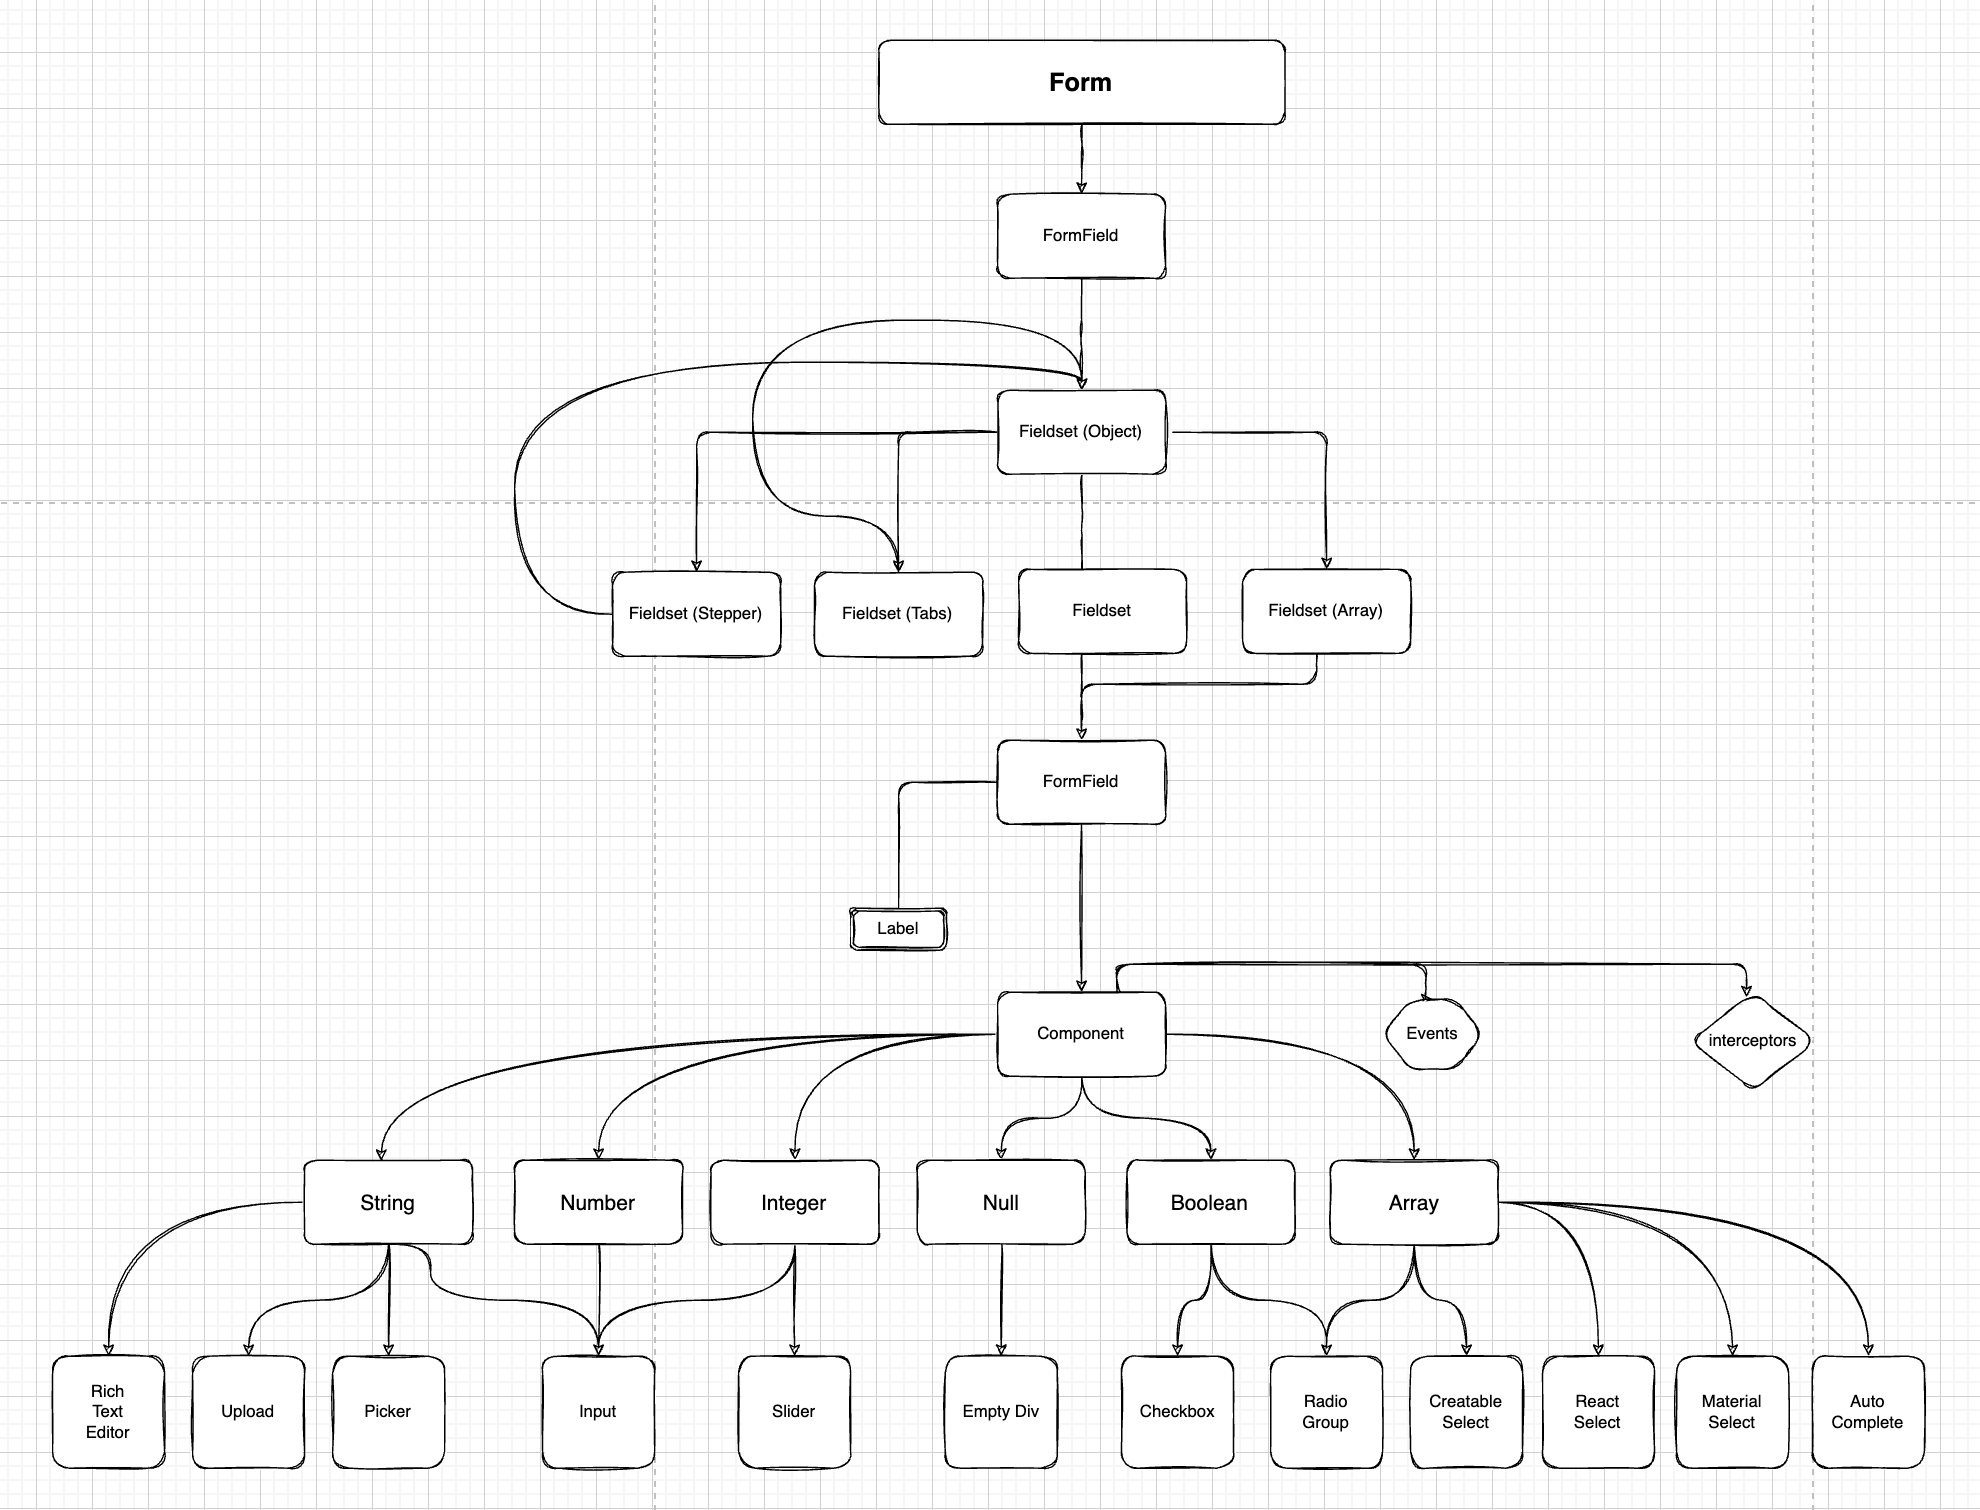 Form
FormField
Fieldset (Object)
Fieldset (Stepper)
Fieldset (Tabs)
Fieldset
Fieldset (Array)
FormField
Label
Component
Events
interceptors
String
Number
Integer
Null
Boolean
Array
Rich
Text
Editor
Upload
Picker
Input
Slider
Empty Div
Checkbox
Radio
Group
Creatable
Select
React
Select
Material
Select
Auto
Complete